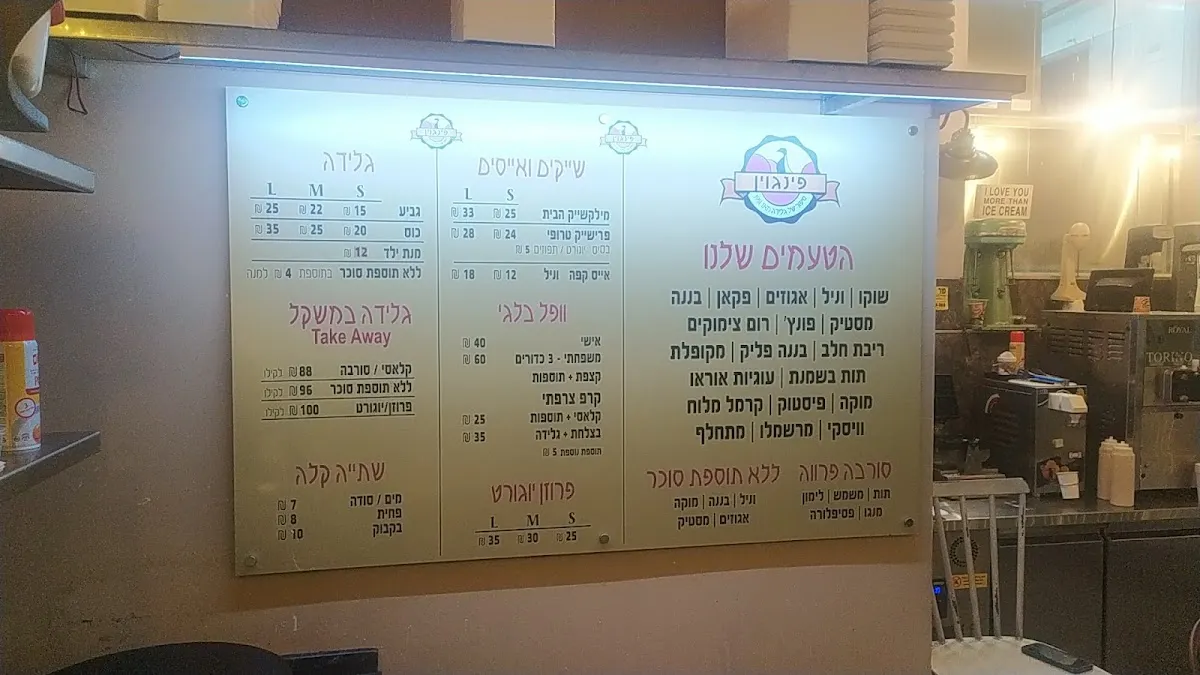 פינגוין
הטעמים שלנו
שוקו | וניל | אגוזים | פקאן | בננה
מסטיק | פונץ' | רום צימוקים
ריבת חלב | בננה פליק | מקופלת
תות בשמנת | עוגיות אוראו
מוקה | פיסטוק | קרמל מלוח
וויסקי | מרשמלו | מתחלף
סורבה פרווה
תות | משמש | לימון
מנגו | פסיפלורה
ללא תוספת סוכר
וניל | בננה | מוקה
אגוזים | מסטיק
פינגוין
שייקים ואייסים
S L
מילקשייק הבית 25 ₪ 33 ₪
פרישייק טרופי 24 ₪ 28 ₪
בסיס יוגורט / תפוזים 5 ₪
אייס קפה וניל 12 ₪ 18 ₪
וופל בלגי
אישי 40 ₪
משפחתי - 3 כדורים 60 ₪
קצפת + תוספות
קרפ צרפתי
קלאסי + תוספות 25 ₪
בצלחת + גלידה 35 ₪
תוספת נוספת 5 ₪
פרוזן יוגורט
S M L
25 ₪ 30 ₪ 35 ₪
פינגוין
גלידה
S M L
גביע 15 ₪ 22 ₪ 25 ₪
כוס 20 ₪ 25 ₪ 35 ₪
מנת ילד 12 ₪
ללא תוספת סוכר בתוספת 4 ₪ למנה
גלידה במשקל
Take Away
קלאסי / סורבה 88 ₪ לקילו
ללא תוספת סוכר 96 ₪ לקילו
פרוזן/יוגורט 100 ₪ לקילו
שתייה קלה
מים / סודה 7 ₪
פחית 8 ₪
בקבוק 10 ₪
I LOVE YOU
MORE THAN
ICE CREAM
ROYAL
TORINO